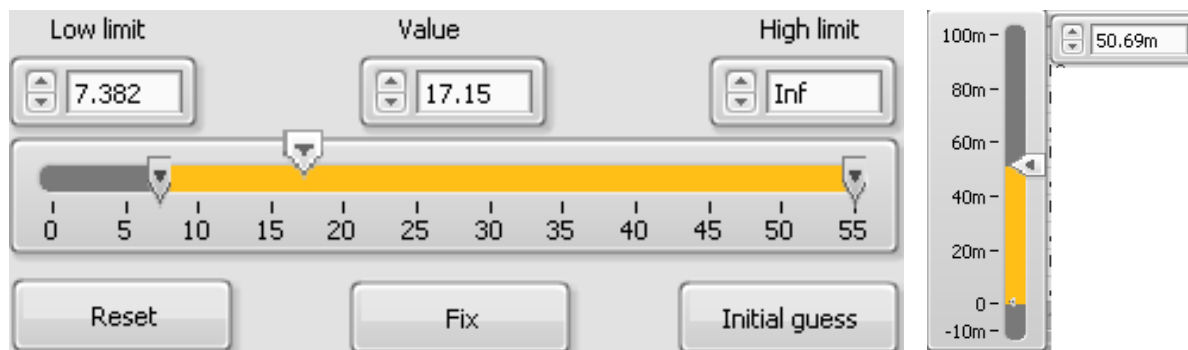 Low limit Value High limit
7.382 17.15 Inf
0 5 10 15 20 25 30 35 40 45 50 55
Reset Fix Initial guess
100m
50.69m
80m
60m
40m
20m
0
-10m